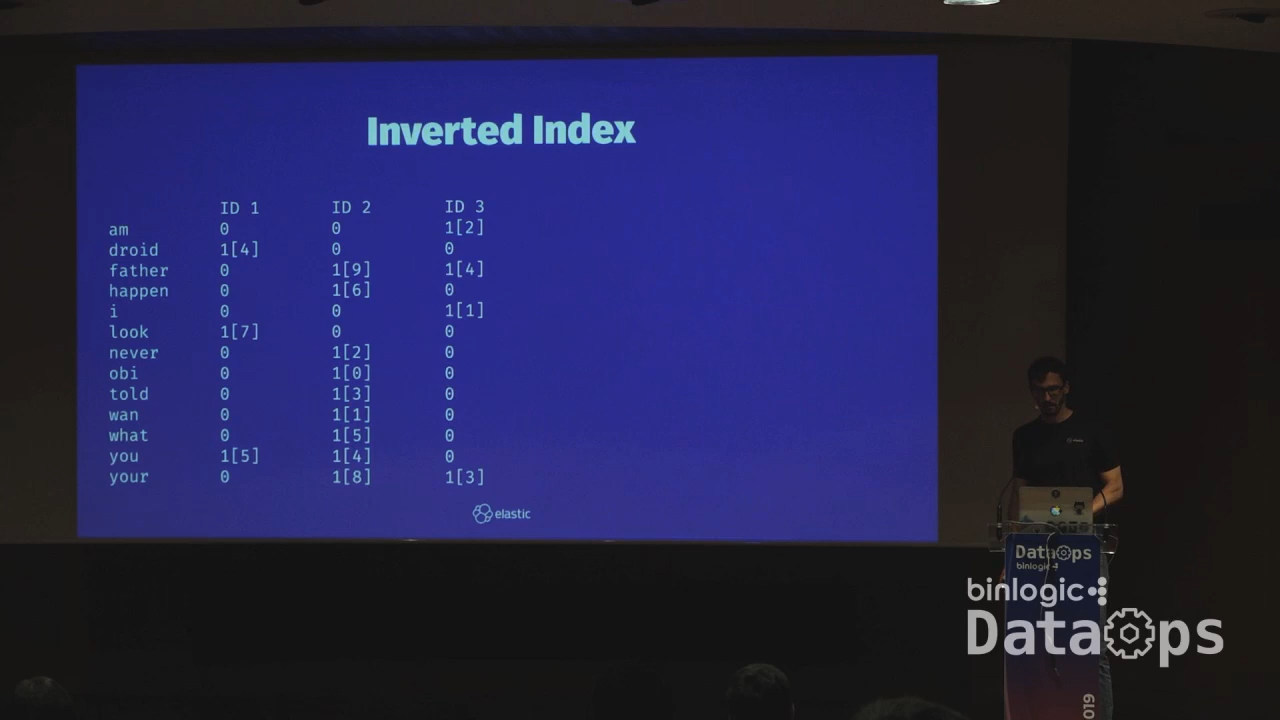 Inverted Index
ID 1 ID 2 ID 3
am 0 0 1[2]
droid 1[4] 0 0
father 0 1[9] 1[4]
happen 0 1[6] 0
i 0 0 1[1]
look 1[7] 0 0
never 0 1[2] 0
obi 0 1[0] 0
told 0 1[3] 0
wan 0 1[1] 0
what 0 1[5] 0
you 1[5] 1[4] 0
your 0 1[8] 1[3]
elastic
DataOps
binlogic
binlogic
DataOps
019